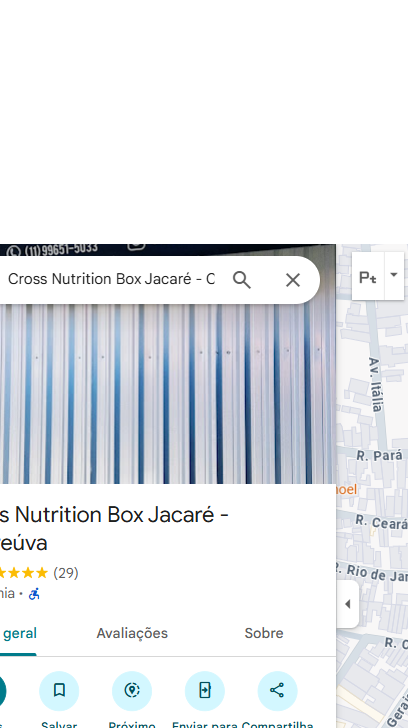 (11)99651-5033
Cross Nutrition Box Jacaré - C
Pt
Av. Itália
R. Pará
noel
R. Ceará
s Nutrition Box Jacaré -
eúva
(29)
R. Rio de Jan
nia ·
geral
Avaliações
Sobre
R. C
Salvar
Próximo
Enviar para
Compartilha
Gerais